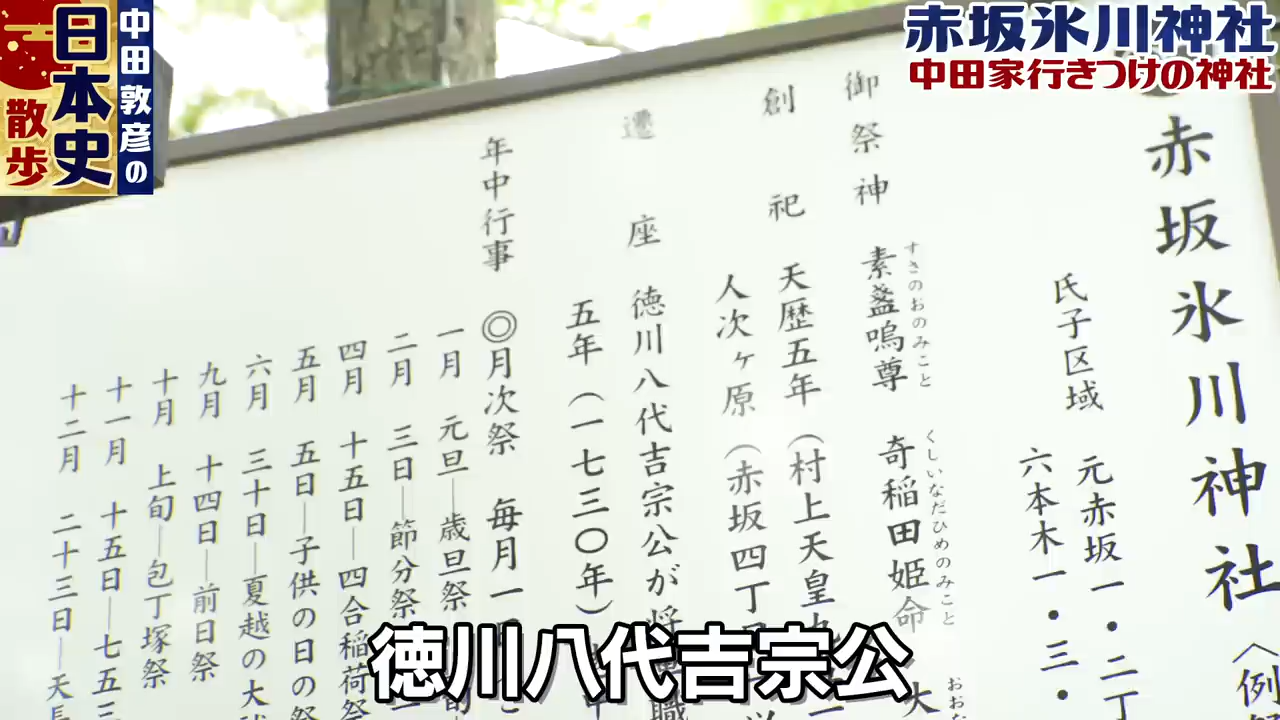 中田敦彦の
日本史
散歩
赤坂氷川神社
中田家行きつけの神社
赤坂氷川神社〈例
氏子区域 元赤坂一・二丁
六本木一・三・
御祭神 素盞嗚尊 奇稲田姫命 大
すさのおのみこと くしいなだひめのみこと おおな
創祀 天歴五年(村上天皇
人次ヶ原(赤坂四丁目
遷座 徳川八代吉宗公が将軍職
五年(一七三〇年)
年中行事 ◎月次祭 毎月一日
一月 元旦―歳旦祭
二月 三日―節分祭
四月 十五日―四合稲荷祭
五月 五日―子供の日の祭
六月 三十日―夏越の大祓
九月 十四日―前日祭
十月 上旬―包丁塚祭
十一月 十五日―七五三
十二月 二十三日―天長
徳川八代吉宗公